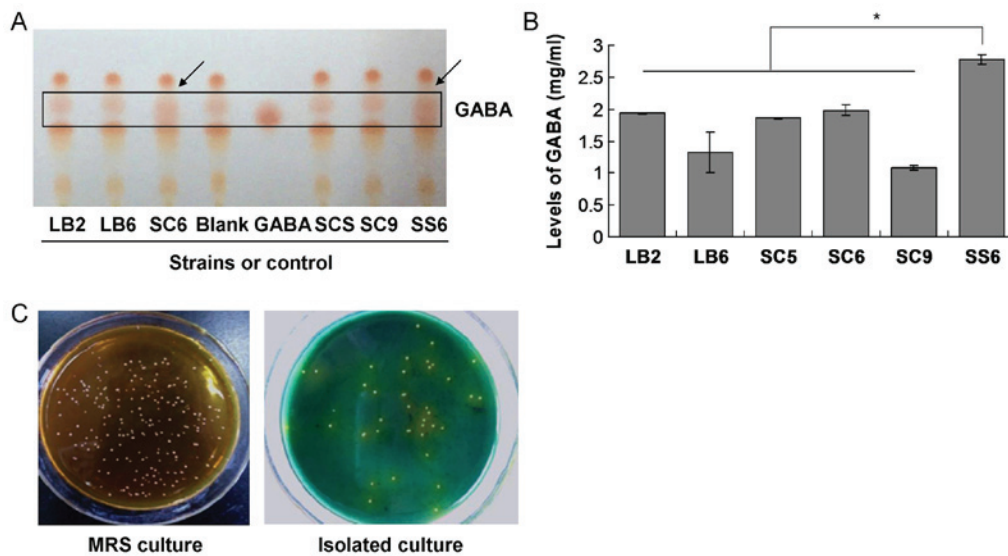 A
GABA
LB2 LB6 SC6 Blank GABA SCS SC9 SS6
Strains or control
B
*
Levels of GABA (mg/ml)
3
2.5
2
1.5
1
0.5
0
LB2 LB6 SC5 SC6 SC9 SS6
C
MRS culture
Isolated culture